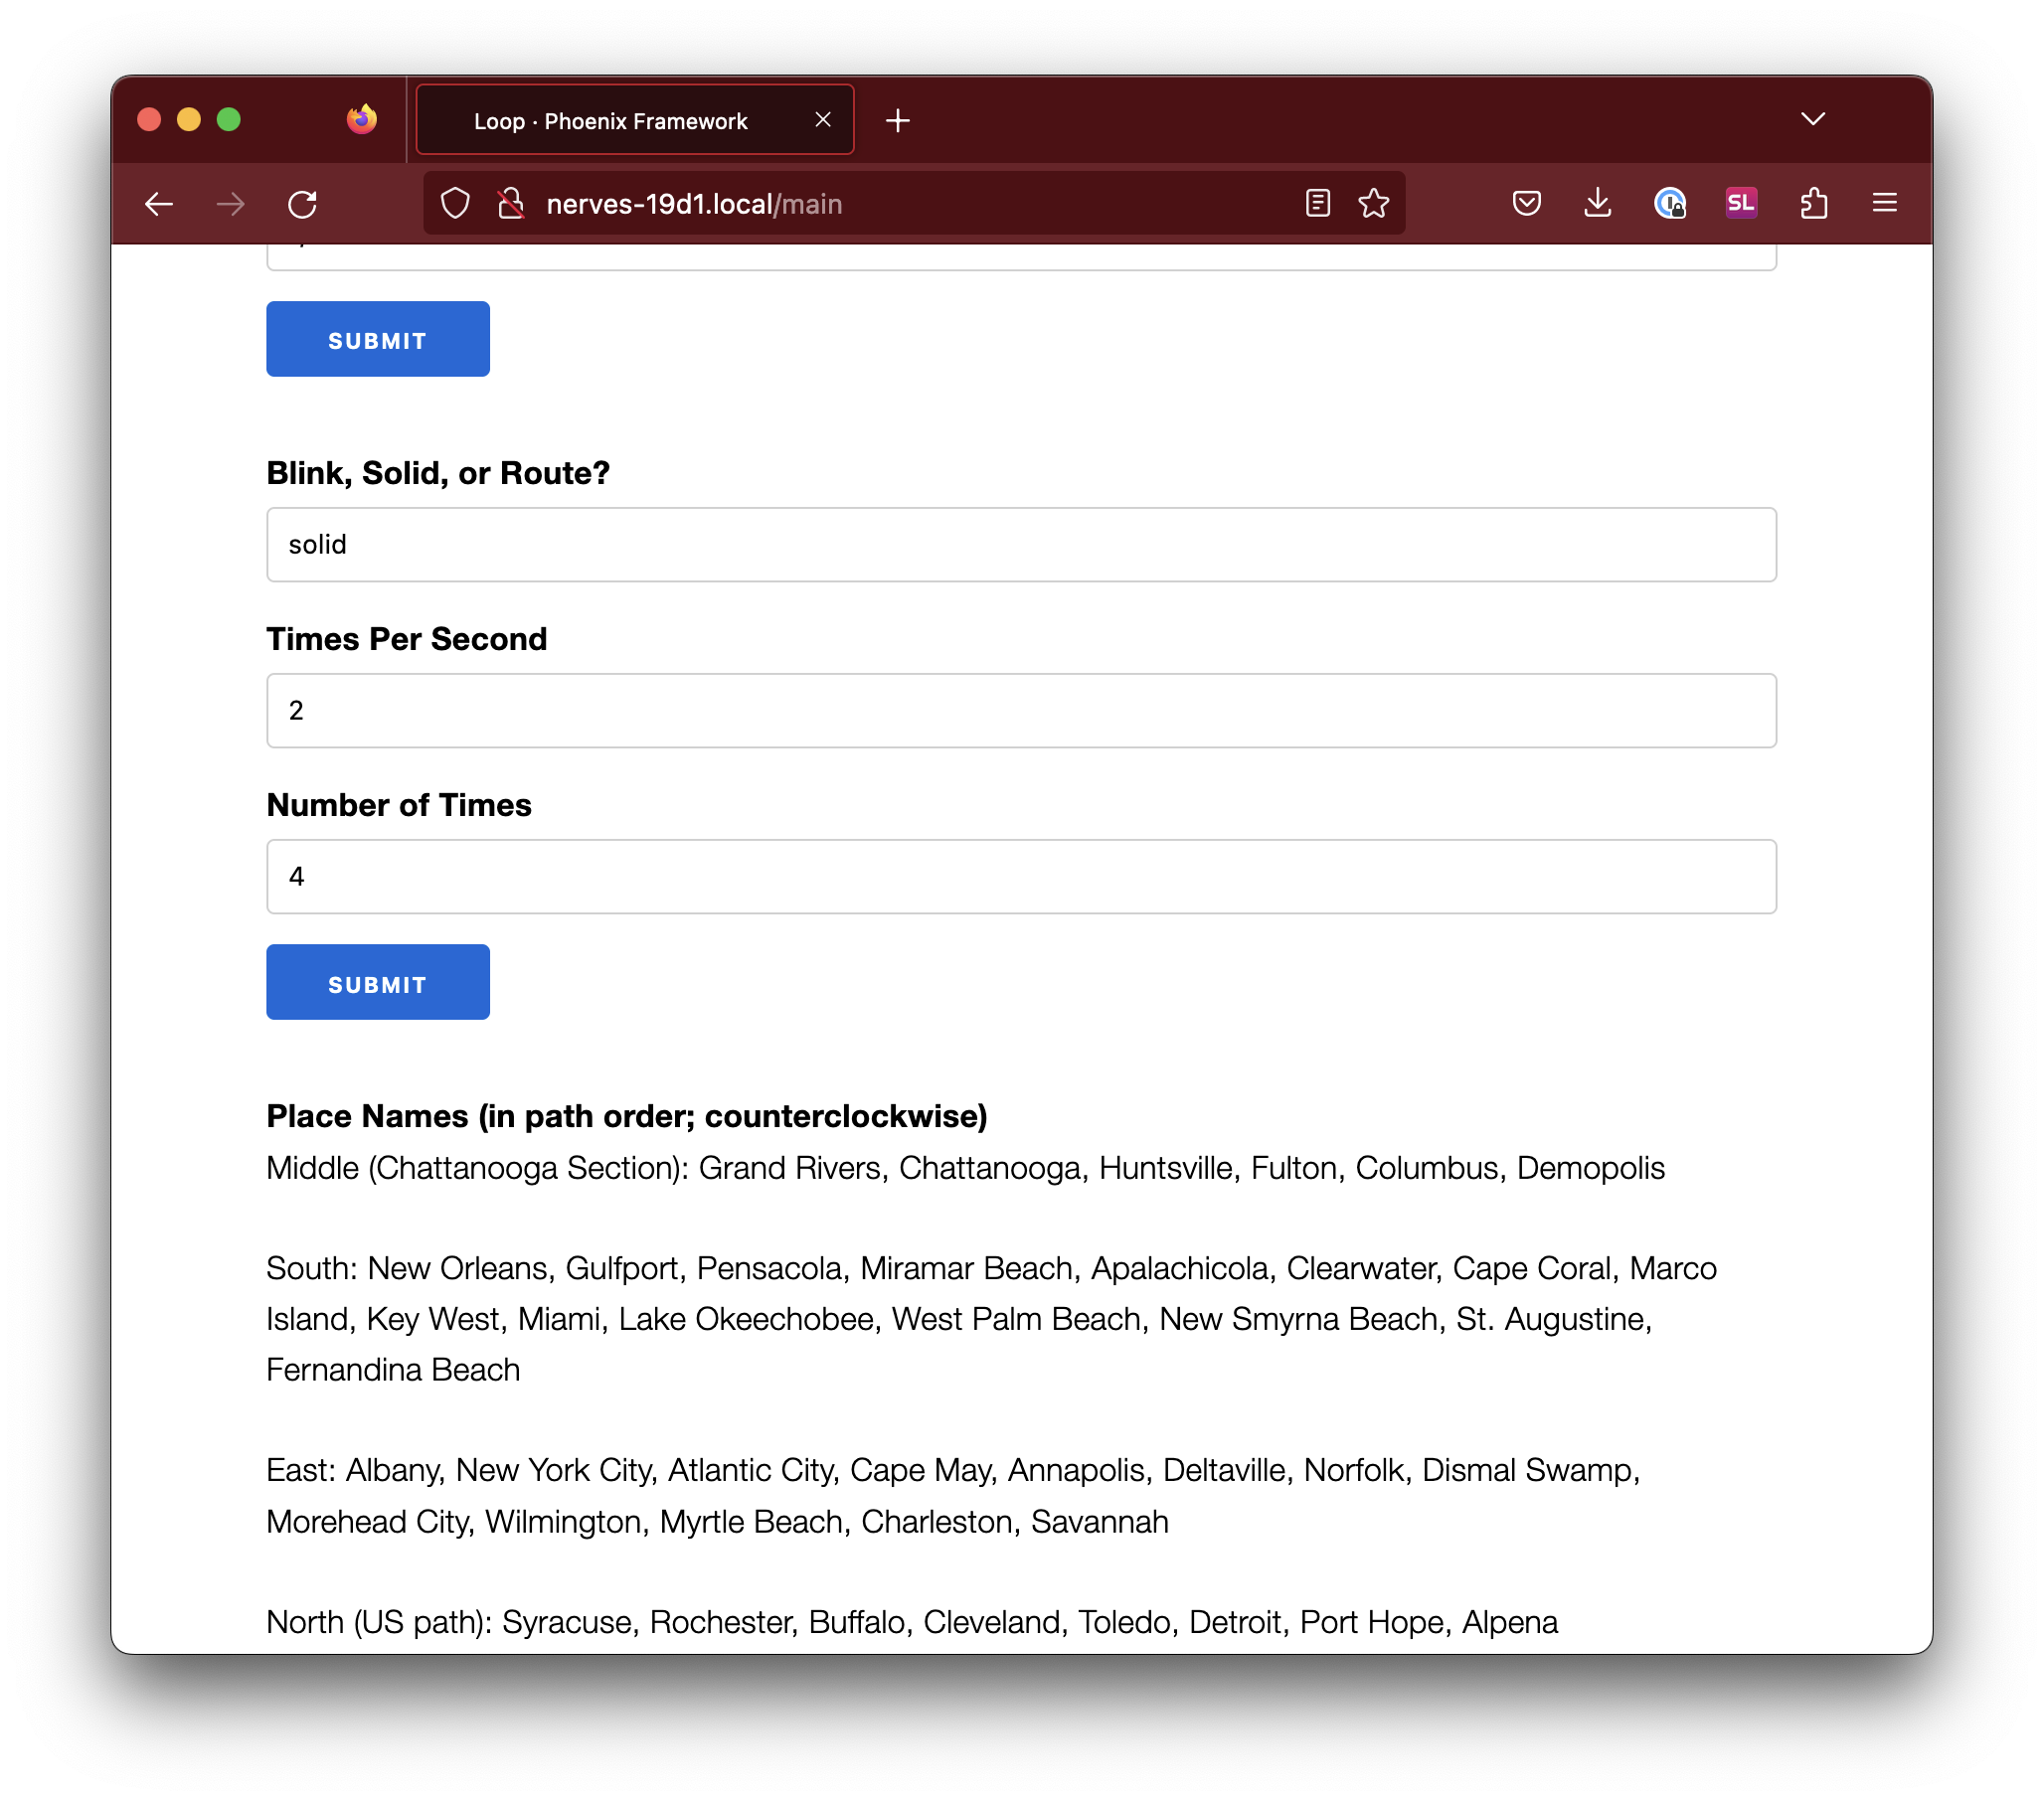 Loop · Phoenix Framework
nerves-19d1.local/main
SL
SUBMIT
Blink, Solid, or Route?
solid
Times Per Second
2
Number of Times
4
SUBMIT
Place Names (in path order; counterclockwise)
Middle (Chattanooga Section): Grand Rivers, Chattanooga, Huntsville, Fulton, Columbus, Demopolis
South: New Orleans, Gulfport, Pensacola, Miramar Beach, Apalachicola, Clearwater, Cape Coral, Marco
Island, Key West, Miami, Lake Okeechobee, West Palm Beach, New Smyrna Beach, St. Augustine,
Fernandina Beach
East: Albany, New York City, Atlantic City, Cape May, Annapolis, Deltaville, Norfolk, Dismal Swamp,
Morehead City, Wilmington, Myrtle Beach, Charleston, Savannah
North (US path): Syracuse, Rochester, Buffalo, Cleveland, Toledo, Detroit, Port Hope, Alpena